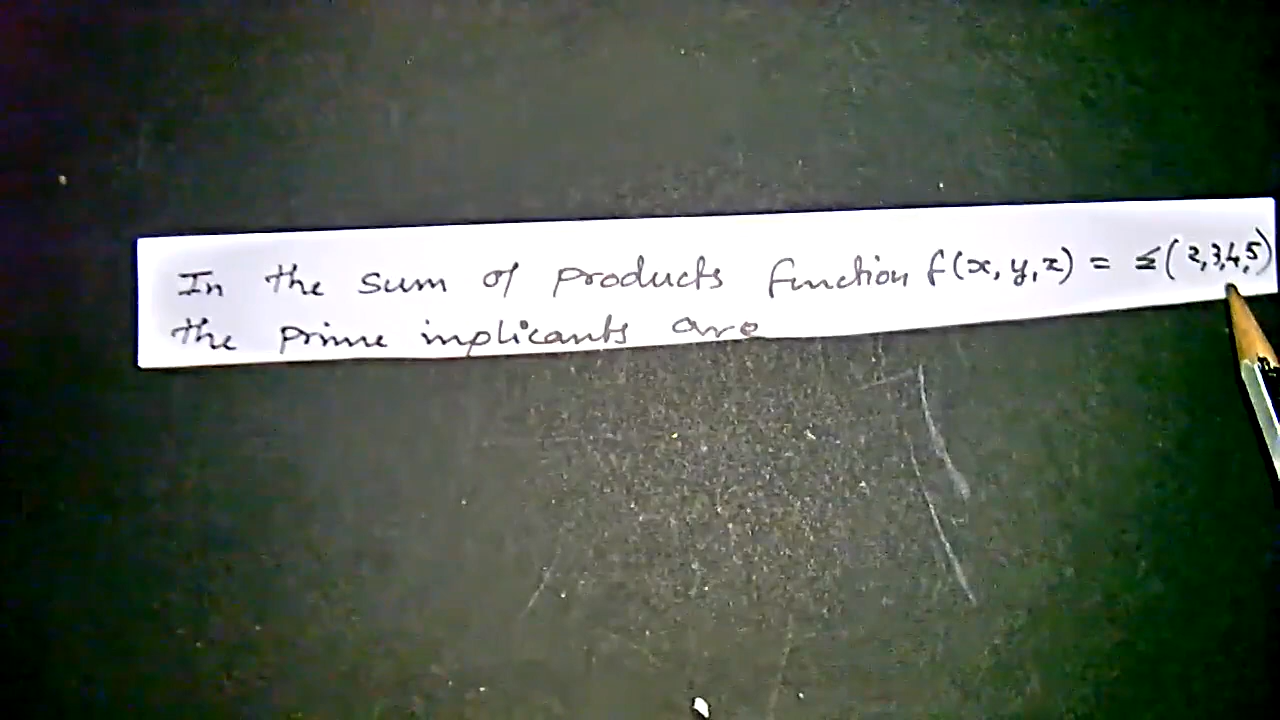 In the sum of products function f(x, y, z) = Σ(2,3,4,5)
the prime implicants are